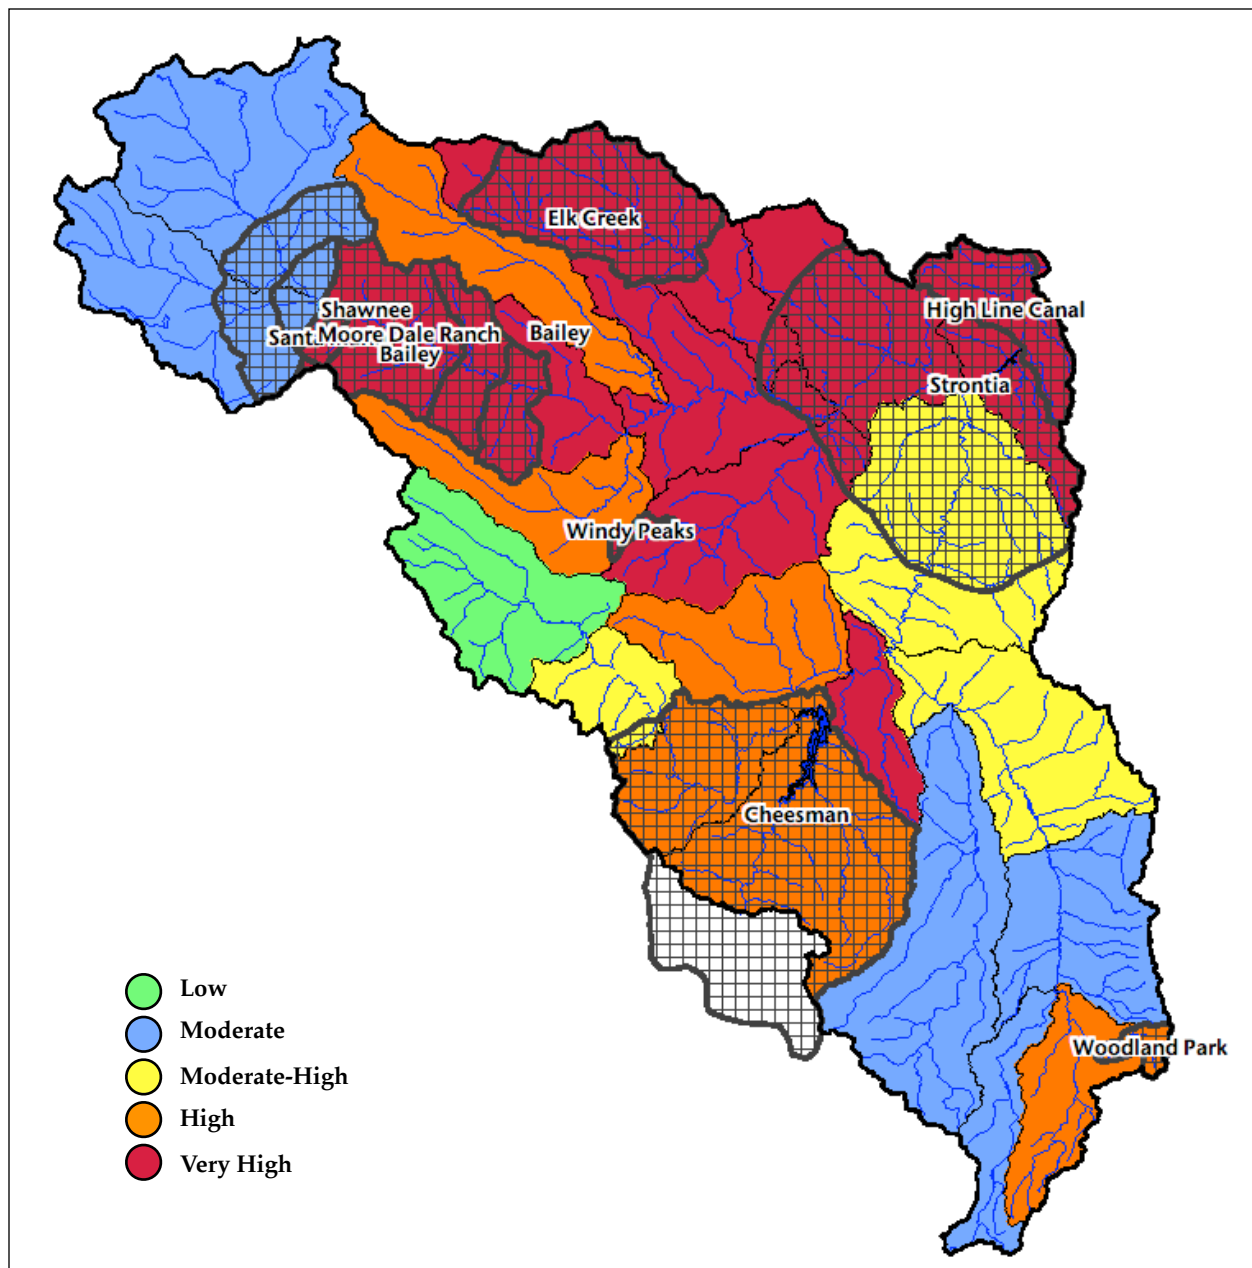 Elk Creek
High Line Canal
Shawnee
Moore Dale Ranch
Bailey
Bailey
Strontia
Windy Peaks
Cheesman
Woodland Park
Low
Moderate
Moderate-High
High
Very High